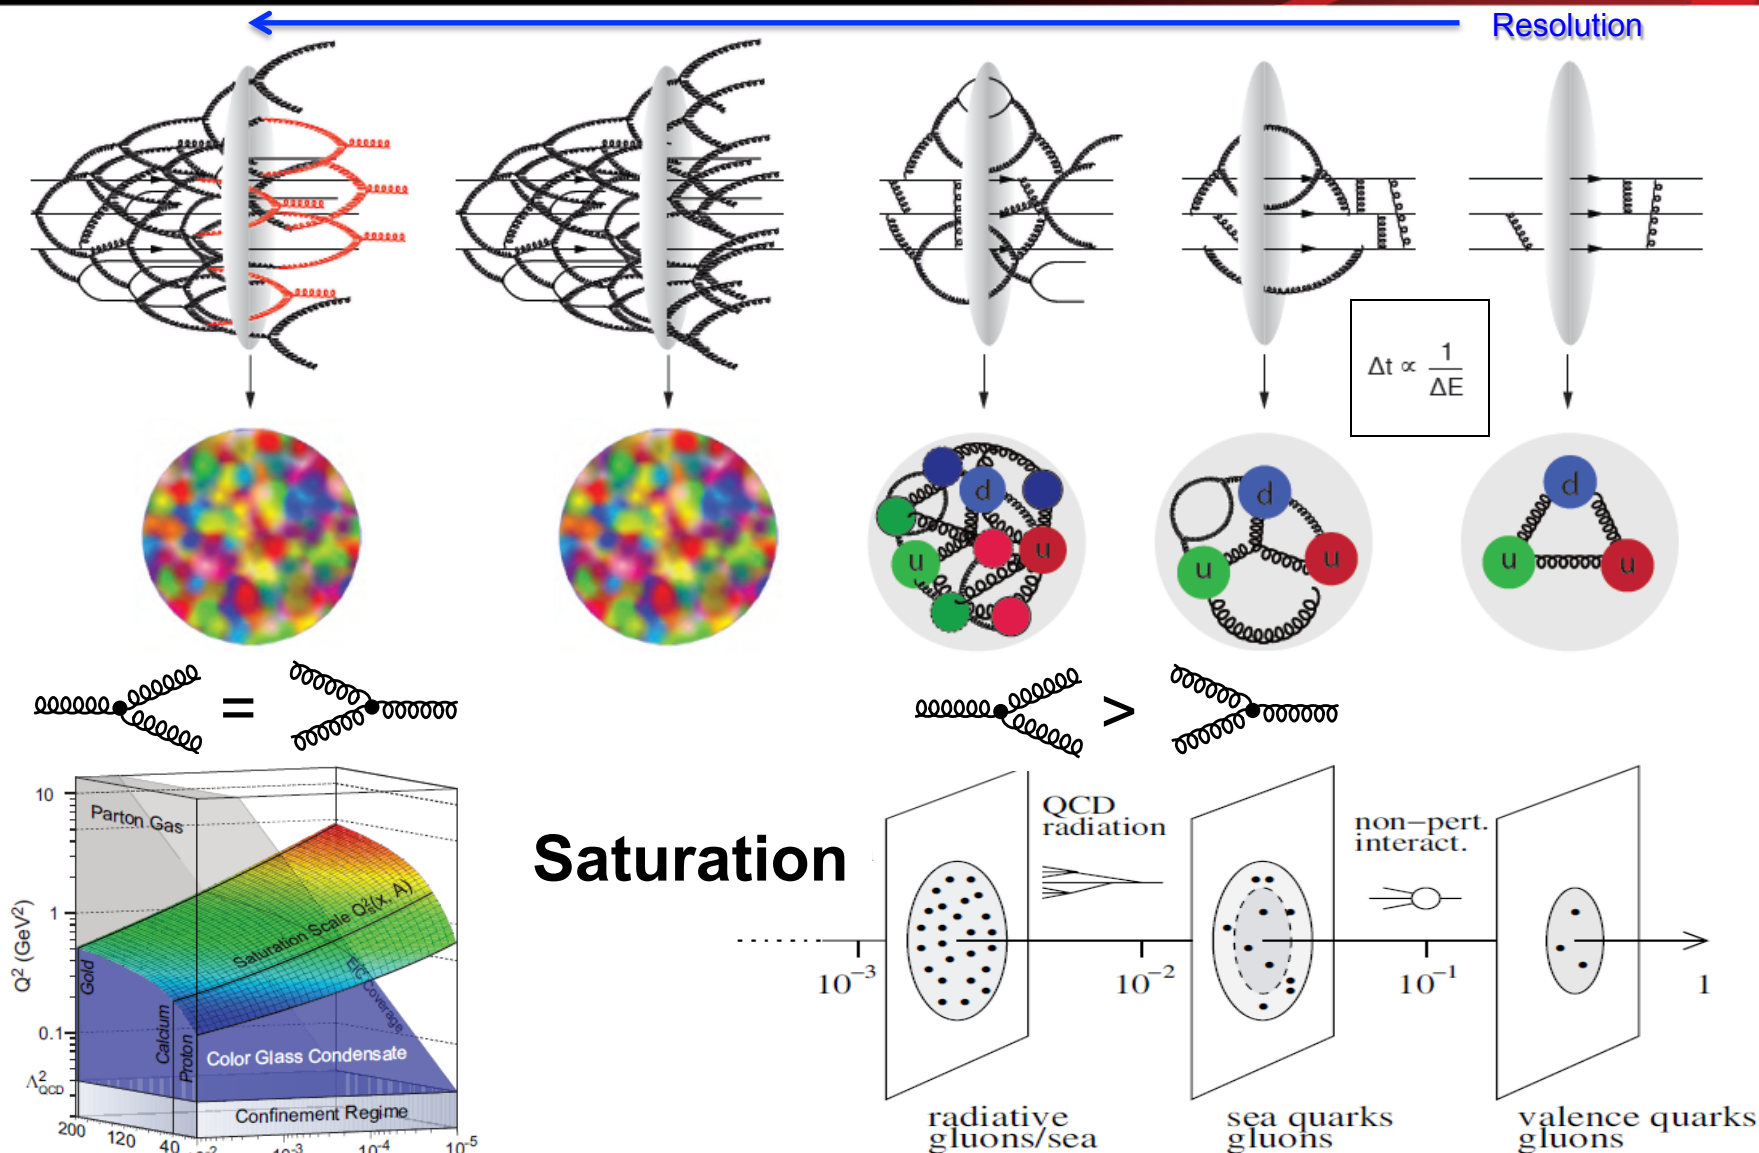 Resolution
Δt ∝ 1
ΔE
d
u
u
d
u
u
d
u
u
=
>
10
Parton Gas
1
Q² (GeV²)
Saturation Scale Q²s(x, A)
EIC Coverage
Gold
Calcium
Proton
0.1
Color Glass Condensate
Λ²QCD
Confinement Regime
200
120
40
10⁻³
10⁻⁴
10⁻⁵
Saturation
QCD
radiation
non-pert.
interact.
10⁻³
10⁻²
10⁻¹
1
radiative
gluons/sea
sea quarks
gluons
valence quarks
gluons